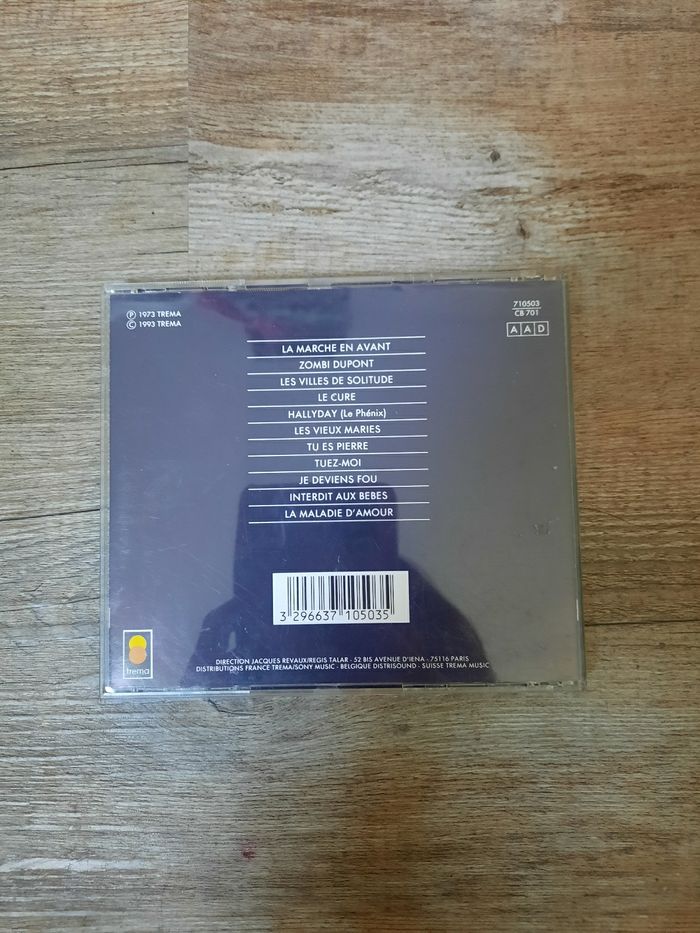 Ⓟ 1973 TREMA
Ⓒ 1993 TREMA
710503
CB 701
A A D
LA MARCHE EN AVANT
ZOMBI DUPONT
LES VILLES DE SOLITUDE
LE CURE
HALLYDAY (Le Phénix)
LES VIEUX MARIES
TU ES PIERRE
TUEZ-MOI
JE DEVIENS FOU
INTERDIT AUX BEBES
LA MALADIE D'AMOUR
3 296637 105035
trema
DIRECTION JACQUES REVAUX/REGIS TALAR - 52 BIS AVENUE D'IENA - 75116 PARIS
DISTRIBUTIONS FRANCE TREMA/SONY MUSIC - BELGIQUE DISTRISOUND - SUISSE TREMA MUSIC